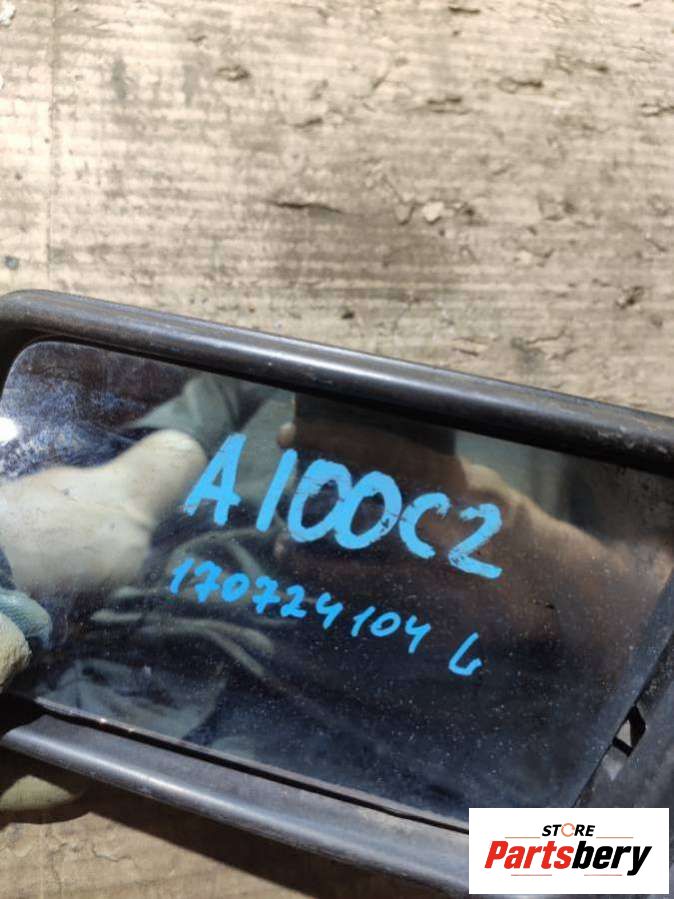 A100C2
170724104 L
STORE
Partsbery